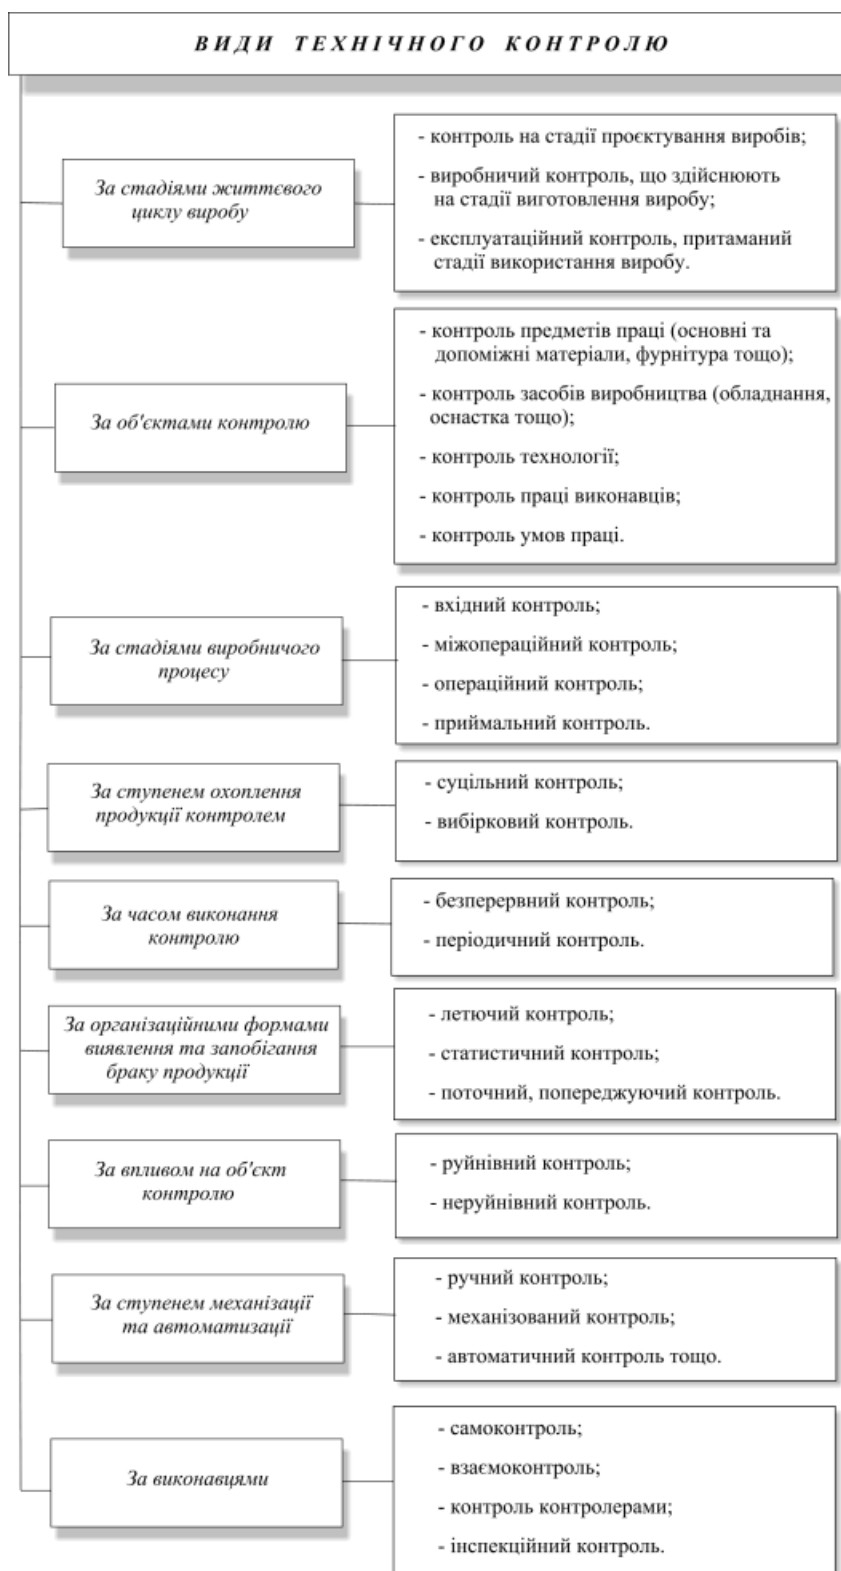 ВИДИ ТЕХНІЧНОГО КОНТРОЛЮ
За стадіями життєвого
циклу виробу
- контроль на стадії проєктування виробів;
- виробничий контроль, що здійснюють
на стадії виготовлення виробу;
- експлуатаційний контроль, притаманий
стадії використання виробу.
За об'єктами контролю
- контроль предметів праці (основні та
допоміжні матеріали, фурнітура тощо);
- контроль засобів виробництва (обладнання,
оснастка тощо);
- контроль технології;
- контроль праці виконавців;
- контроль умов праці.
За стадіями виробничого
процесу
- вхідний контроль;
- міжопераційний контроль;
- операційний контроль;
- приймальний контроль.
За ступенем охоплення
продукції контролем
- суцільний контроль;
- вибірковий контроль.
За часом виконання
контролю
- безперервний контроль;
- періодичний контроль.
За організаційними формами
виявлення та запобігання
браку продукції
- летючий контроль;
- статистичний контроль;
- поточний, попереджуючий контроль.
За впливом на об'єкт
контролю
- руйнівний контроль;
- неруйнівний контроль.
За ступенем механізації
та автоматизації
- ручний контроль;
- механізований контроль;
- автоматичний контроль тощо.
За виконавцями
- самоконтроль;
- взаємоконтроль;
- контроль контролерами;
- інспекційний контроль.